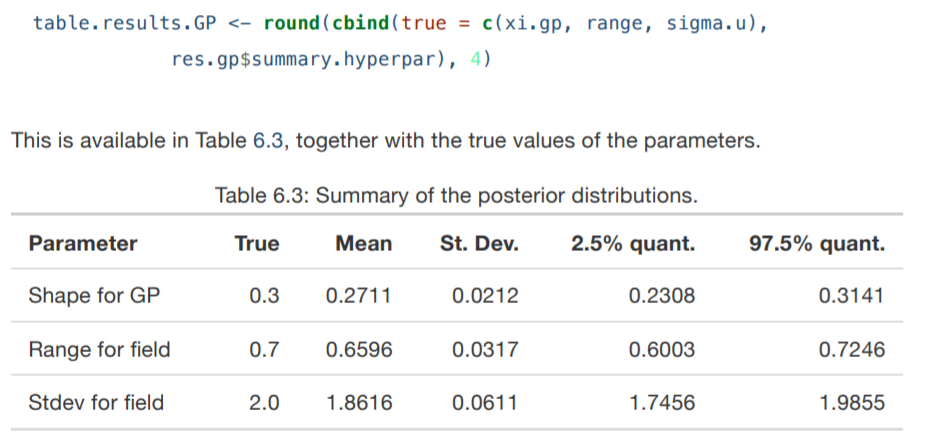 table.results.GP <- round(cbind(true = c(xi.gp, range, sigma.u),
res.gp$summary.hyperpar), 4)
This is available in Table 6.3, together with the true values of the parameters.
Table 6.3: Summary of the posterior distributions.
Parameter True Mean St. Dev. 2.5% quant. 97.5% quant.
Shape for GP 0.3 0.2711 0.0212 0.2308 0.3141
Range for field 0.7 0.6596 0.0317 0.6003 0.7246
Stdev for field 2.0 1.8616 0.0611 1.7456 1.9855